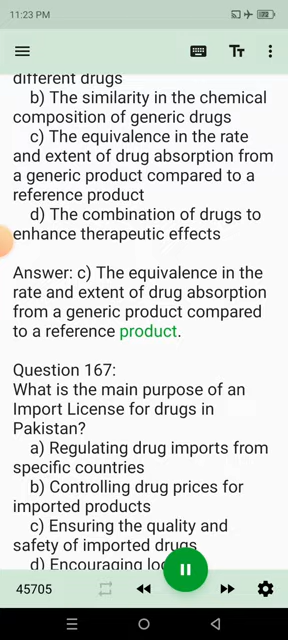 11:23 PM
different drugs
b) The similarity in the chemical
composition of generic drugs
c) The equivalence in the rate
and extent of drug absorption from
a generic product compared to a
reference product
d) The combination of drugs to
enhance therapeutic effects
Answer: c) The equivalence in the
rate and extent of drug absorption
from a generic product compared
to a reference product.
Question 167:
What is the main purpose of an
Import License for drugs in
Pakistan?
a) Regulating drug imports from
specific countries
b) Controlling drug prices for
imported products
c) Ensuring the quality and
safety of imported drugs
d) Encouraging
45705